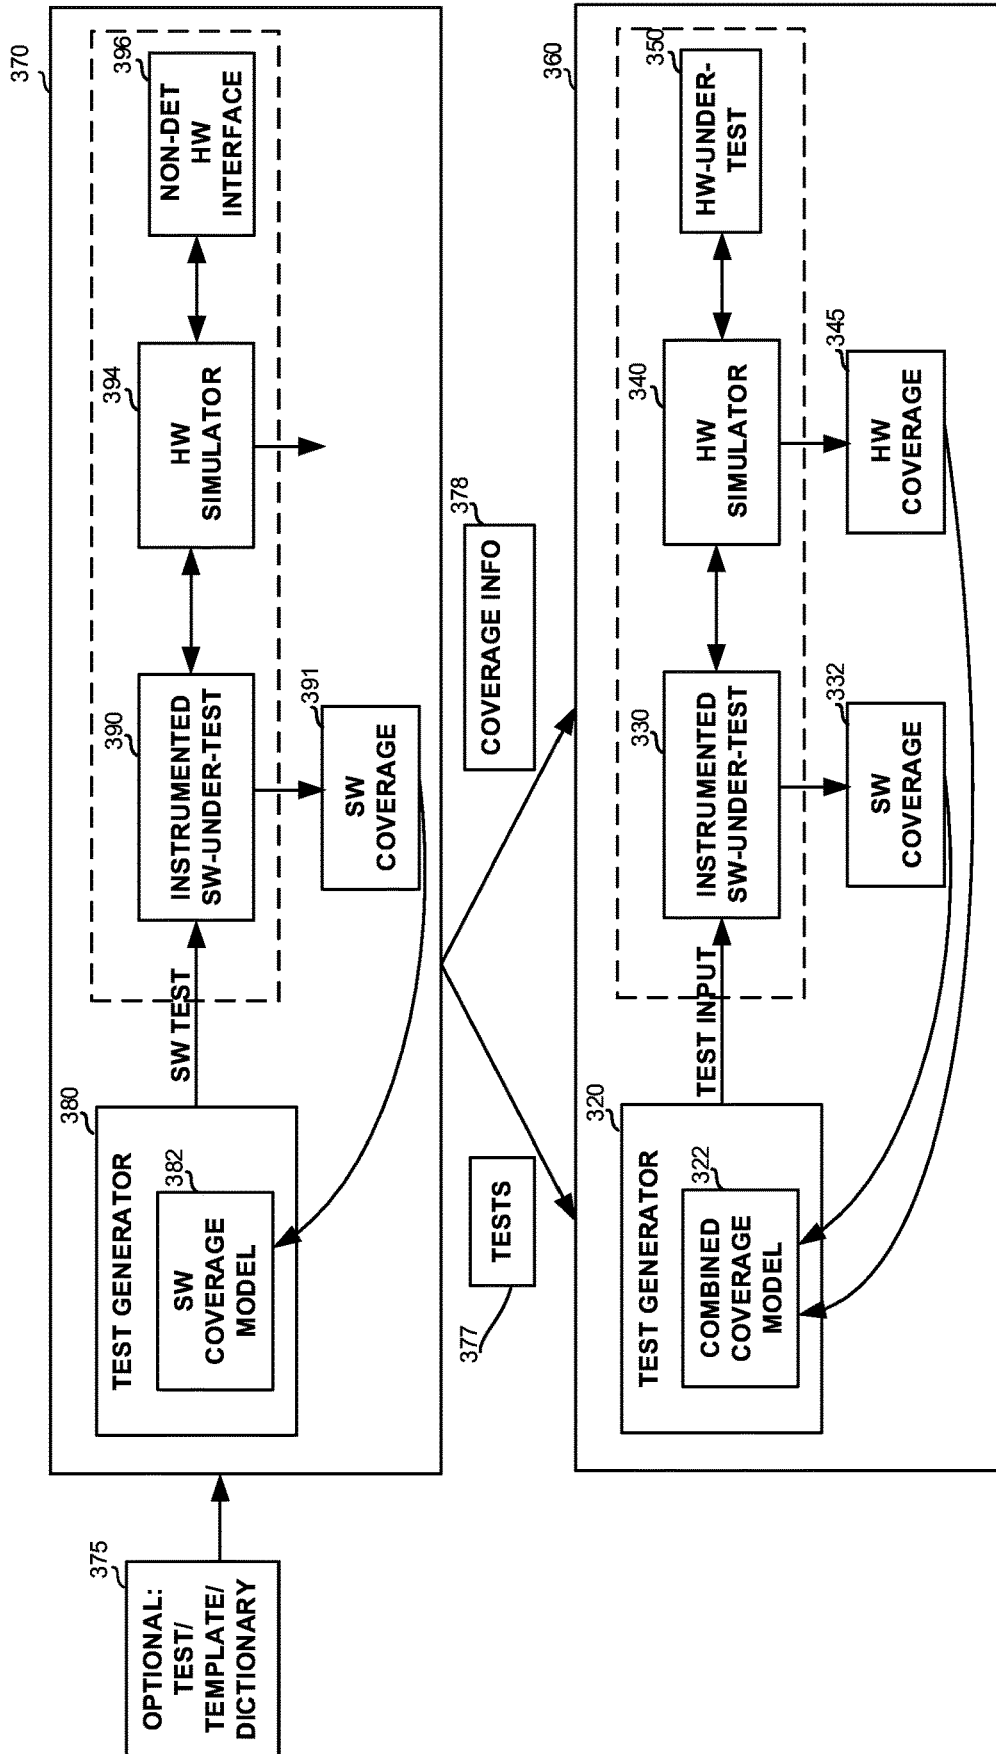 375
OPTIONAL:
TEST/
TEMPLATE/
DICTIONARY
370
380
TEST GENERATOR
382
SW
COVERAGE
MODEL
SW TEST
390
INSTRUMENTED
SW-UNDER-TEST
394
HW
SIMULATOR
396
NON-DET
HW
INTERFACE
391
SW
COVERAGE
377
TESTS
378
COVERAGE INFO
360
320
TEST GENERATOR
322
COMBINED
COVERAGE
MODEL
TEST INPUT
330
INSTRUMENTED
SW-UNDER-TEST
340
HW
SIMULATOR
350
HW-UNDER-
TEST
332
SW
COVERAGE
345
HW
COVERAGE